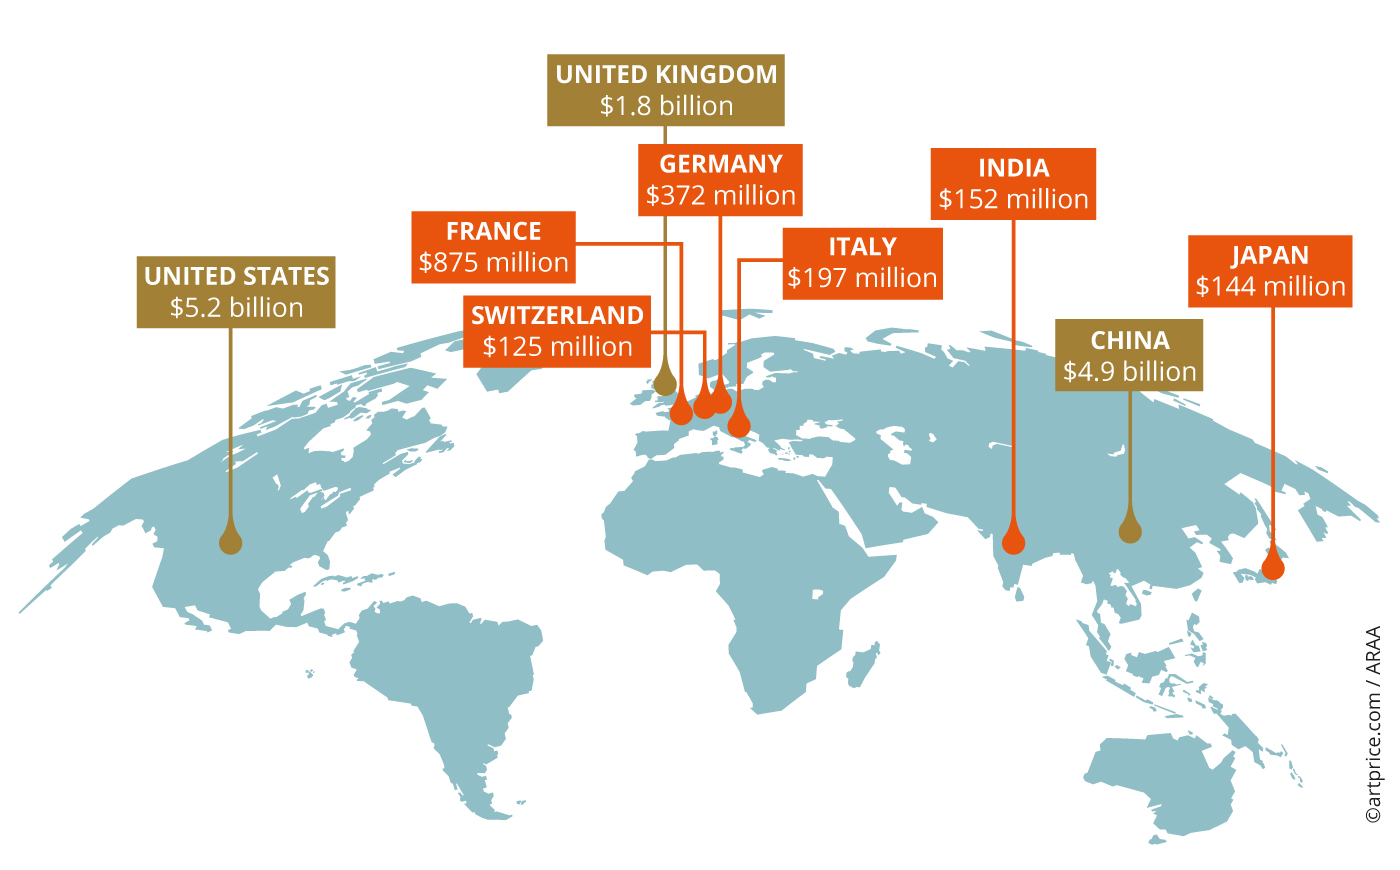 UNITED KINGDOM
$1.8 billion
GERMANY
$372 million
INDIA
$152 million
FRANCE
$875 million
ITALY
$197 million
JAPAN
$144 million
UNITED STATES
$5.2 billion
SWITZERLAND
$125 million
CHINA
$4.9 billion
©artprice.com / ARAA